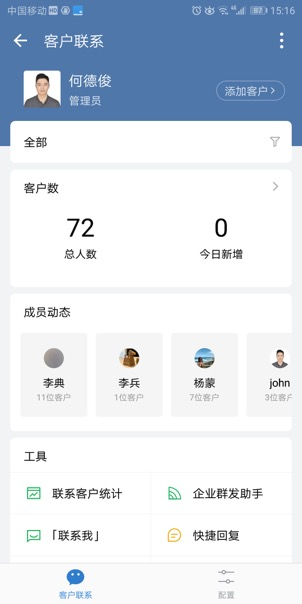 中国移动 HD 15:16
客户联系
何德俊
管理员
添加客户
全部
客户数
72 0
总人数 今日新增
成员动态
李典 李兵 杨蒙 john
11位客户 1位客户 7位客户 3位客户
工具
联系客户统计 企业群发助手
「联系我」 快捷回复
客户联系 配置